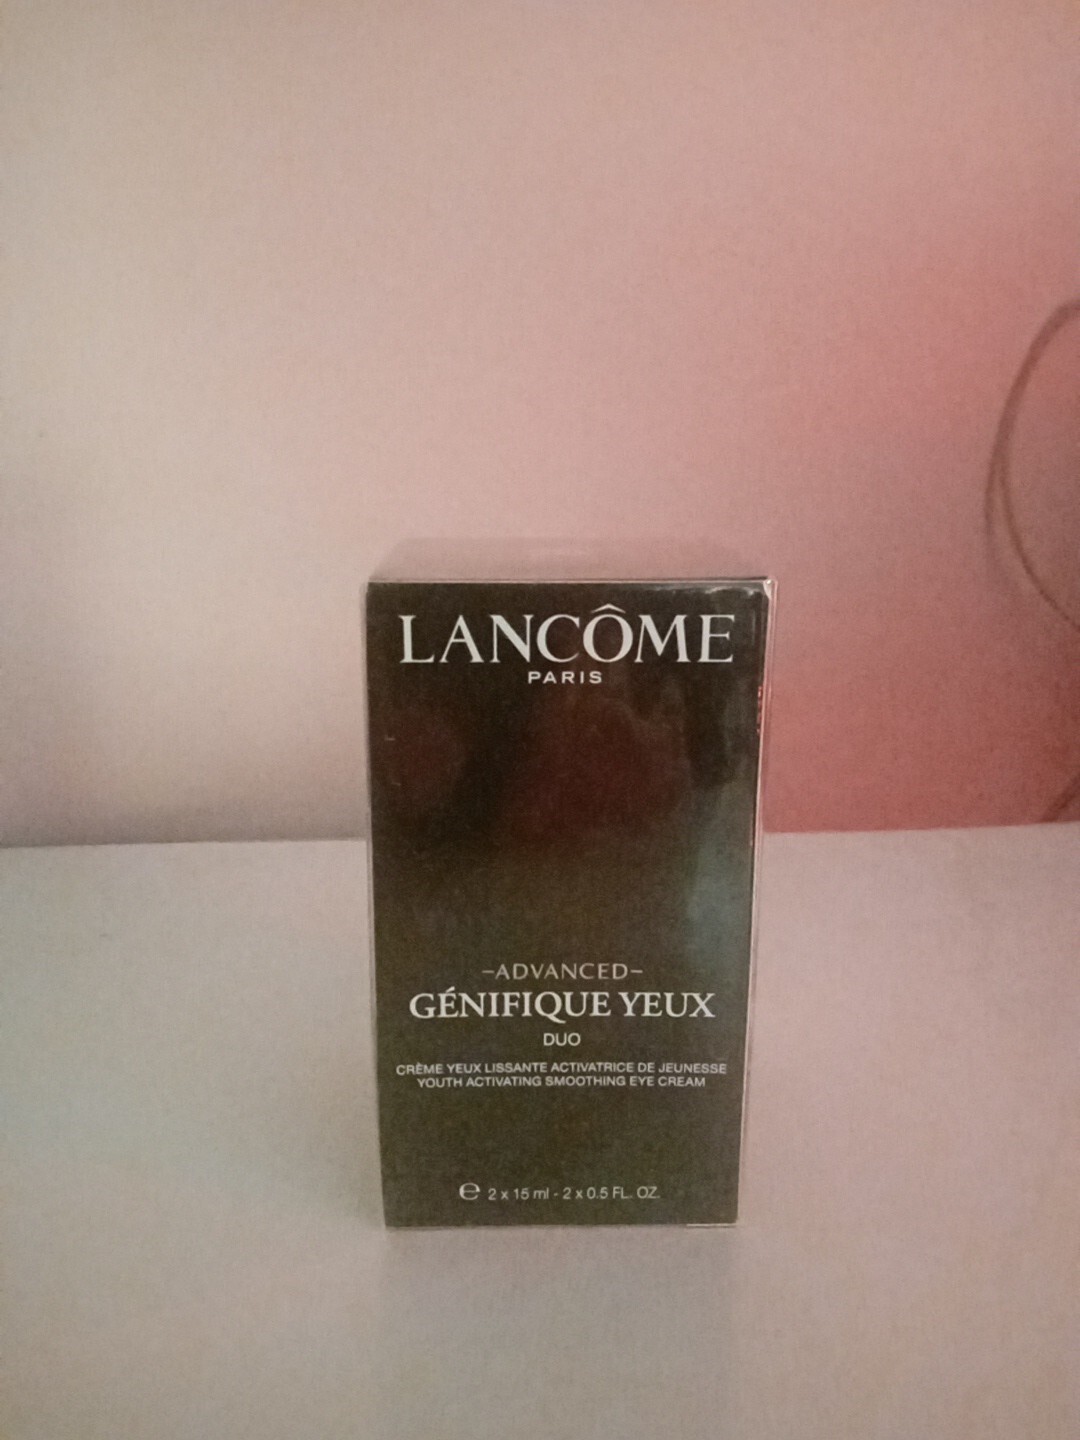 LANCÔME
PARIS
-ADVANCED-
GÉNIFIQUE YEUX
DUO
CRÈME YEUX LISSANTE ACTIVATRICE DE JEUNESSE
YOUTH ACTIVATING SMOOTHING EYE CREAM
e 2 x 15 ml - 2 x 0.5 FL. OZ.